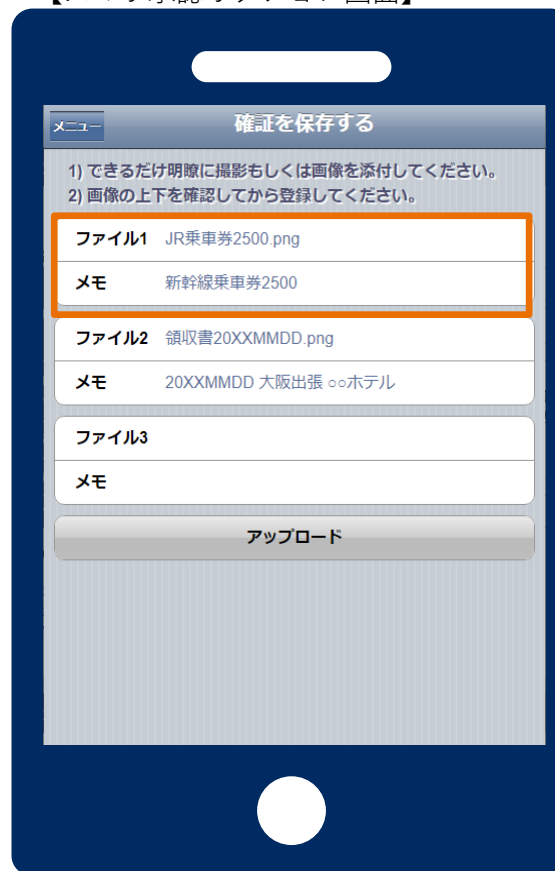 メニュー
確証を保存する
1) できるだけ明瞭に撮影もしくは画像を添付してください。
2) 画像の上下を確認してから登録してください。
ファイル1 JR乗車券2500.png
メモ 新幹線乗車券2500
ファイル2 領収書20XXMMDD.png
メモ 20XXMMDD 大阪出張 ○○ホテル
ファイル3
メモ
アップロード